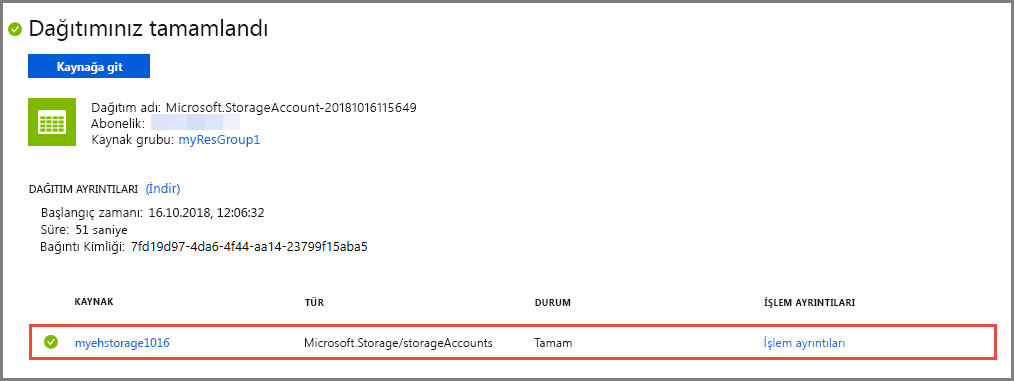 Dağıtımınız tamamlandı
Kaynağa git
Dağıtım adı: Microsoft.StorageAccount-20181016115649
Abonelik:
Kaynak grubu: myResGroup1
DAĞITIM AYRINTILARI (İndir)
Başlangıç zamanı: 16.10.2018, 12:06:32
Süre: 51 saniye
Bağıntı Kimliği: 7fd19d97-4da6-4f44-aa14-23799f15aba5
KAYNAK TÜR DURUM İŞLEM AYRINTILARI
myehstorage1016 Microsoft.Storage/storageAccounts Tamam İşlem ayrıntıları